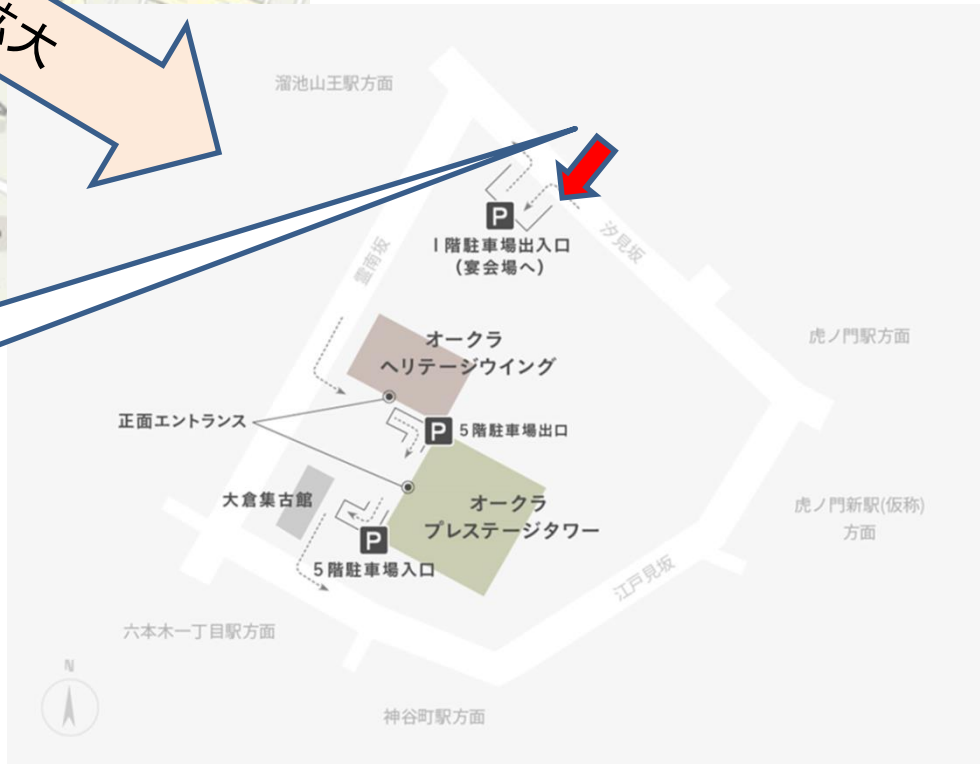 拡大
溜池山王駅方面
1階駐車場出入口
(宴会場へ)
汐見坂
霊南坂
オークラ
ヘリテージウイング
虎ノ門駅方面
正面エントランス
5階駐車場出口
大倉集古館
オークラ
プレステージタワー
虎ノ門新駅(仮称)
方面
5階駐車場入口
江戸見坂
六本木一丁目駅方面
神谷町駅方面
N
P
P
P